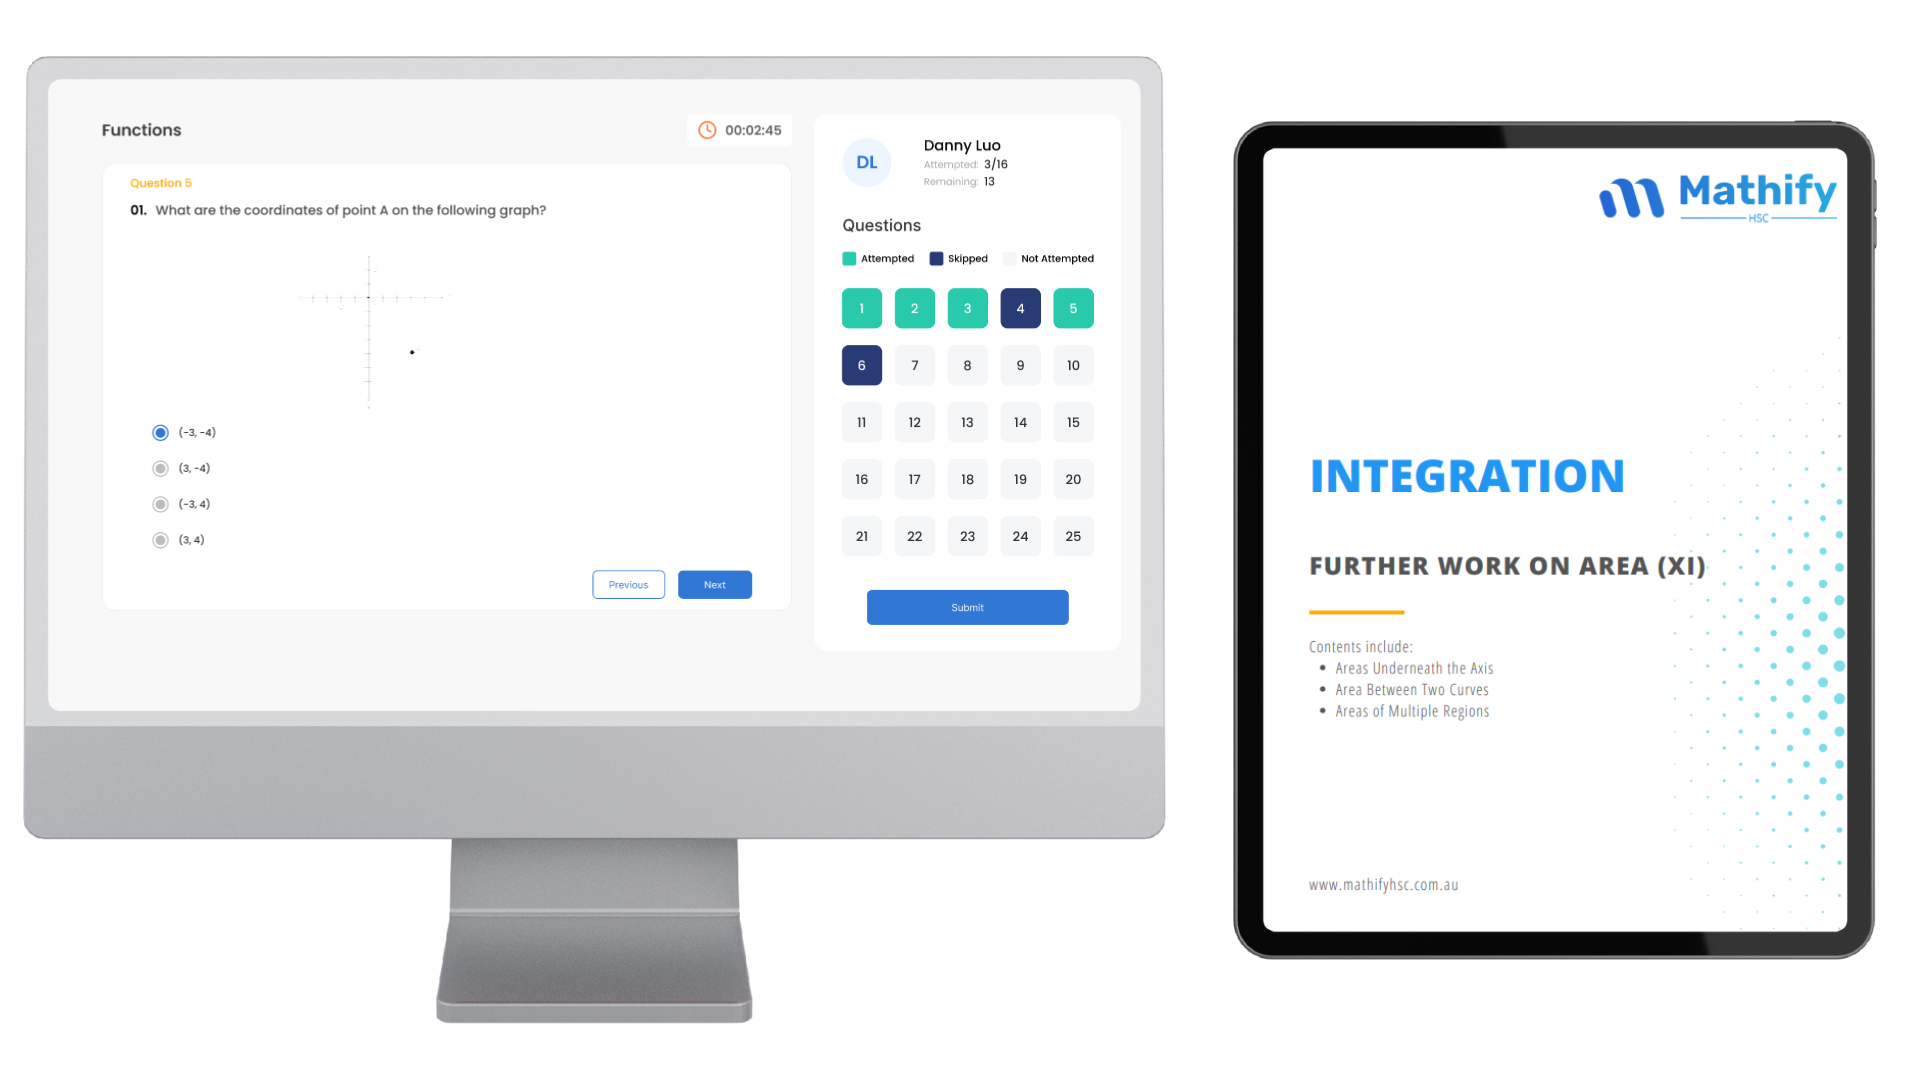 Functions
00:02:45
Question 5
01. What are the coordinates of point A on the following graph?
(-3, -4)
(3, -4)
(-3, 4)
(3, 4)
Previous
Next
DL
Danny Luo
Attempted: 3/16
Remaining: 13
Questions
Attempted Skipped Not Attempted
1 2 3 4 5
6 7 8 9 10
11 12 13 14 15
16 17 18 19 20
21 22 23 24 25
Submit
Mathify
HSC
INTEGRATION
FURTHER WORK ON AREA (XI)
Contents include:
• Areas Underneath the Axis
• Area Between Two Curves
• Areas of Multiple Regions
www.mathifyhsc.com.au